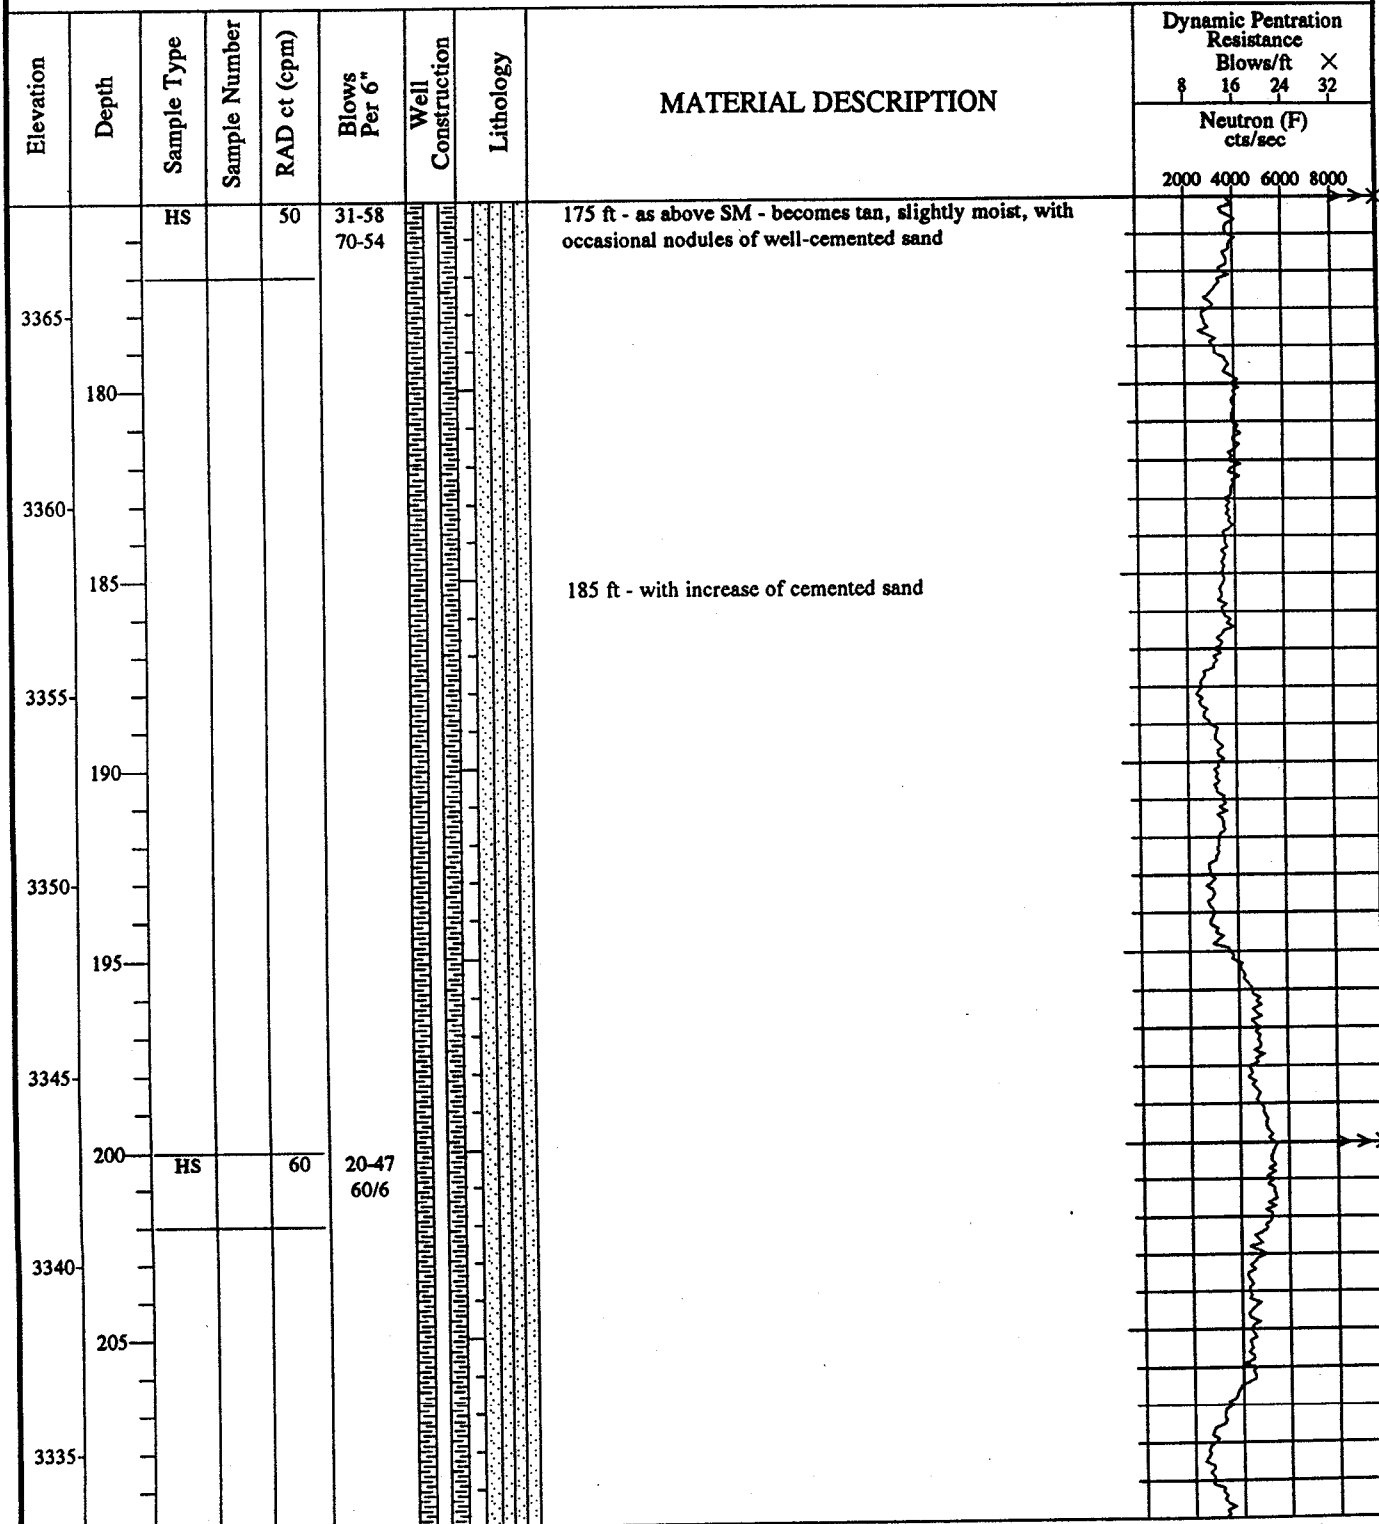 Elevation
Depth
Sample Type
Sample Number
RAD ct (cpm)
Blows
Per 6"
Well
Construction
Lithology
MATERIAL DESCRIPTION
Dynamic Pentration
Resistance
Blows/ft X
8 16 24 32
Neutron (F)
cts/sec
2000 4000 6000 8000
HS 50 31-58
70-54
175 ft - as above SM - becomes tan, slightly moist, with
occasional nodules of well-cemented sand
3365
180
3360
185
185 ft - with increase of cemented sand
3355
190
3350
195
3345
200
HS 60 20-47
60/6
3340
205
3335